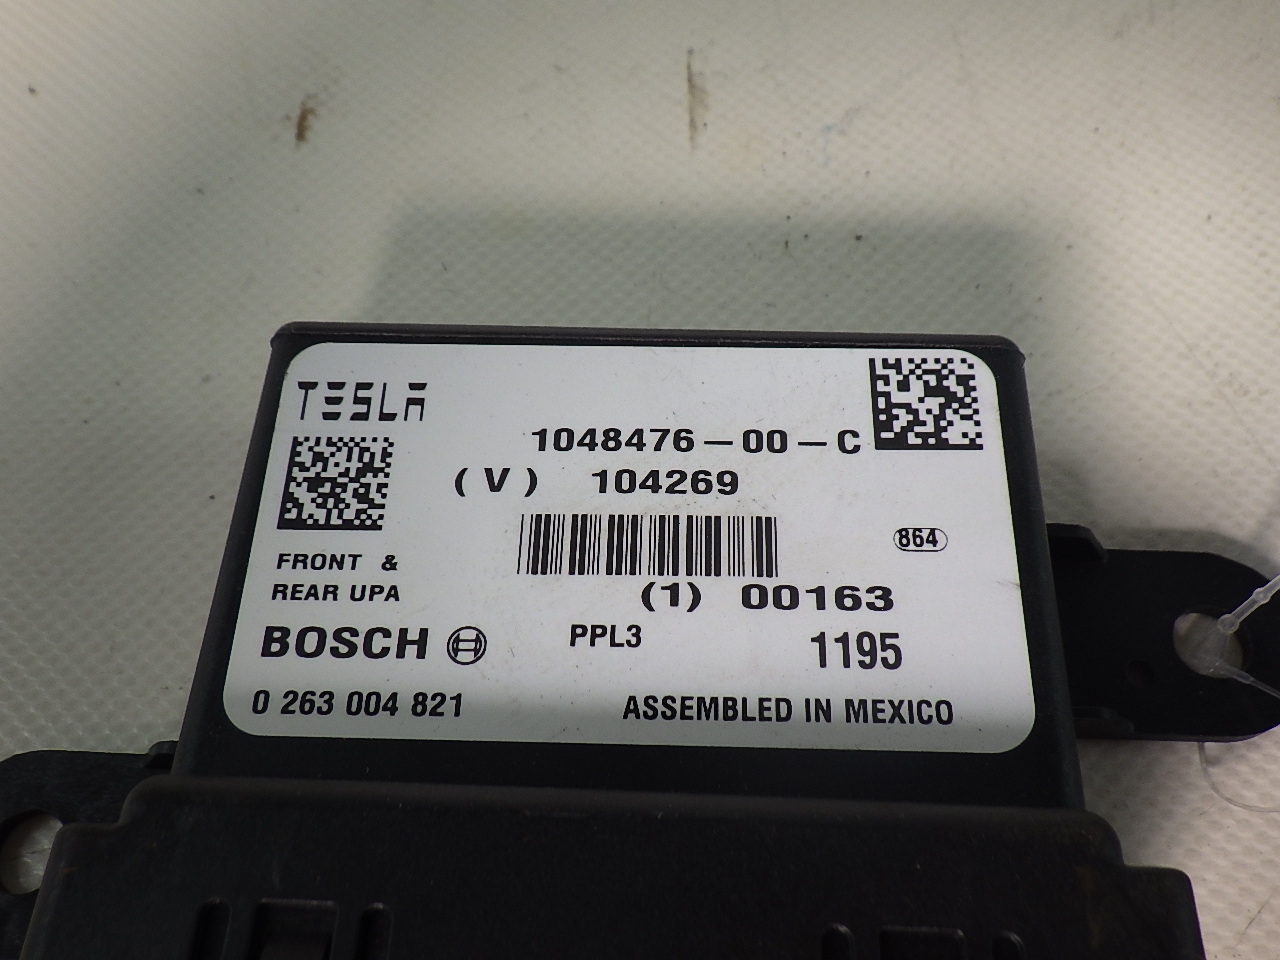 TESLA
1048476-00-C
(V) 104269
864
FRONT &
REAR UPA
(1) 00163
BOSCH PPL3 1195
0 263 004 821 ASSEMBLED IN MEXICO